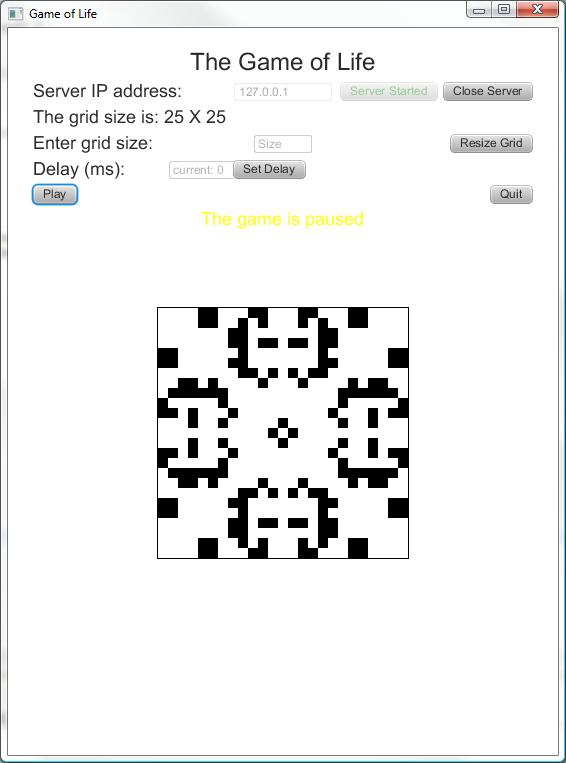 Game of Life
The Game of Life
Server IP address: 127.0.0.1 Server Started Close Server
The grid size is: 25 X 25
Enter grid size: Size Resize Grid
Delay (ms): current: 0 Set Delay
Play Quit
The game is paused